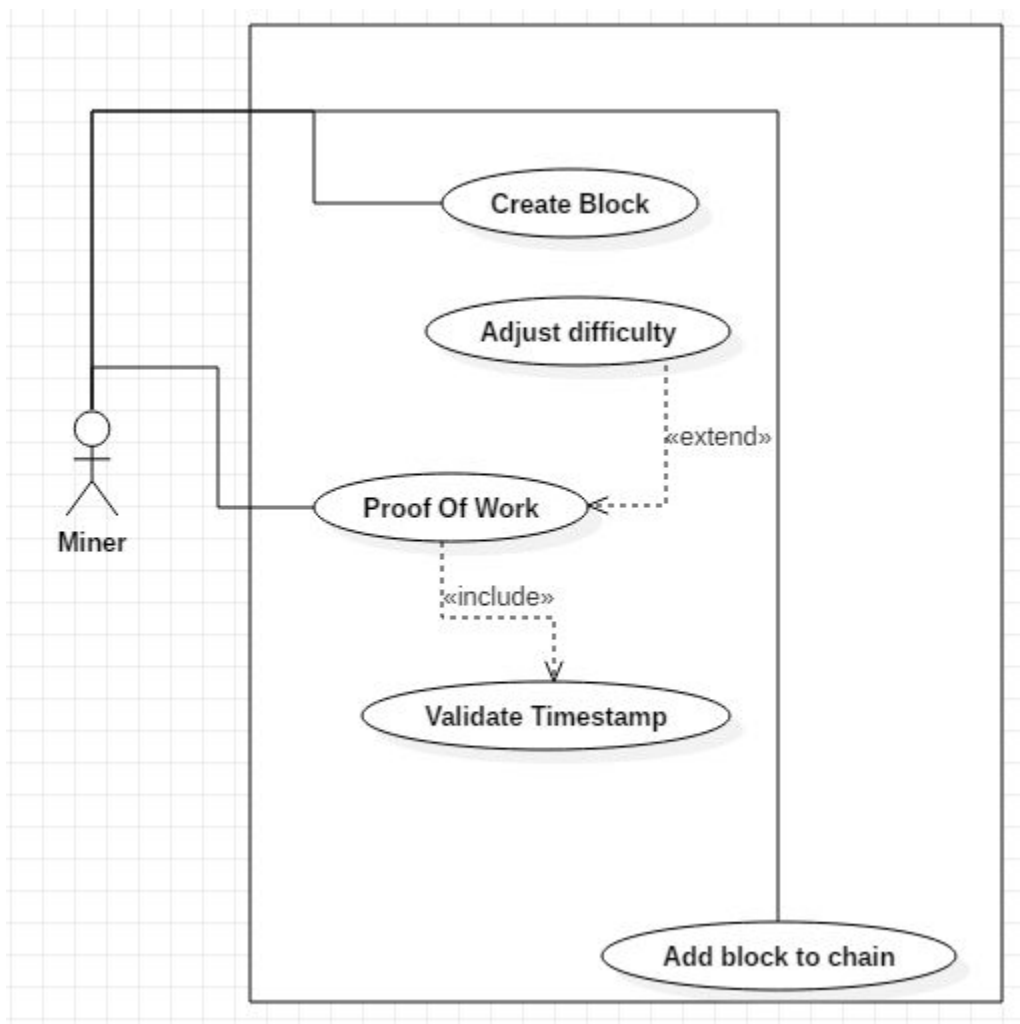 Create Block
Adjust difficulty
«extend»
Proof Of Work
Miner
«include»
Validate Timestamp
Add block to chain